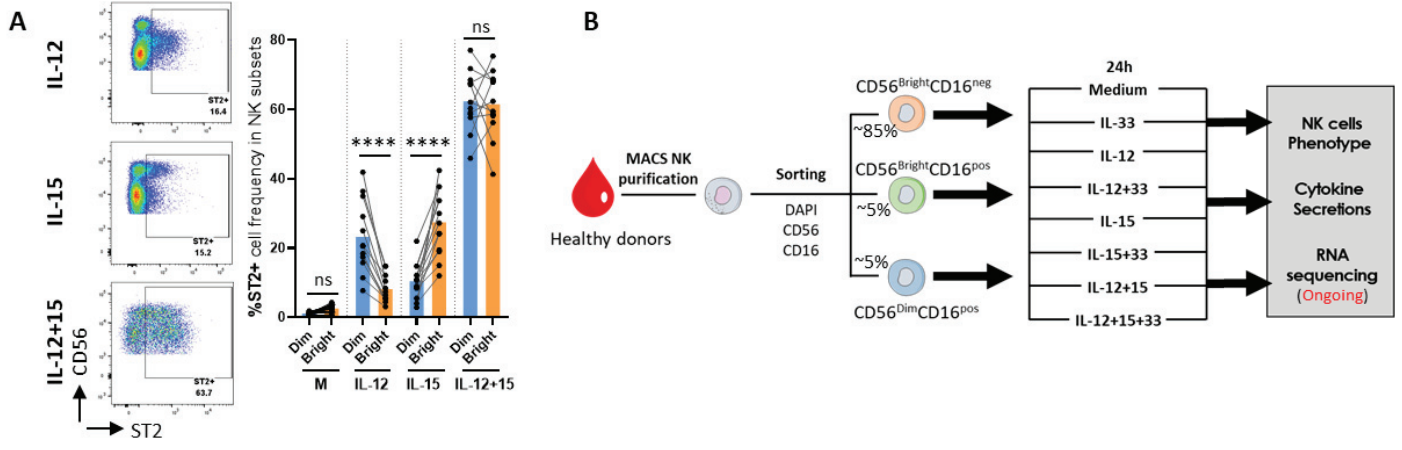 A
IL-12
ST2+
16.4
IL-15
ST2+
15.2
IL-12+15
ST2+
63.7
CD56
ST2
%ST2+ cell frequency in NK subsets
80
60
40
20
0
ns
****
****
ns
Dim
Bright
Dim
Bright
Dim
Bright
Dim
Bright
M
IL-12
IL-15
IL-12+15
B
Healthy donors
MACS NK
purification
Sorting
DAPI
CD56
CD16
CD56BrightCD16neg
~85%
CD56BrightCD16pos
~5%
~5%
CD56DimCD16pos
24h
Medium
IL-33
IL-12
IL-12+33
IL-15
IL-15+33
IL-12+15
IL-12+15+33
NK cells
Phenotype
Cytokine
Secretions
RNA
sequencing
(Ongoing)